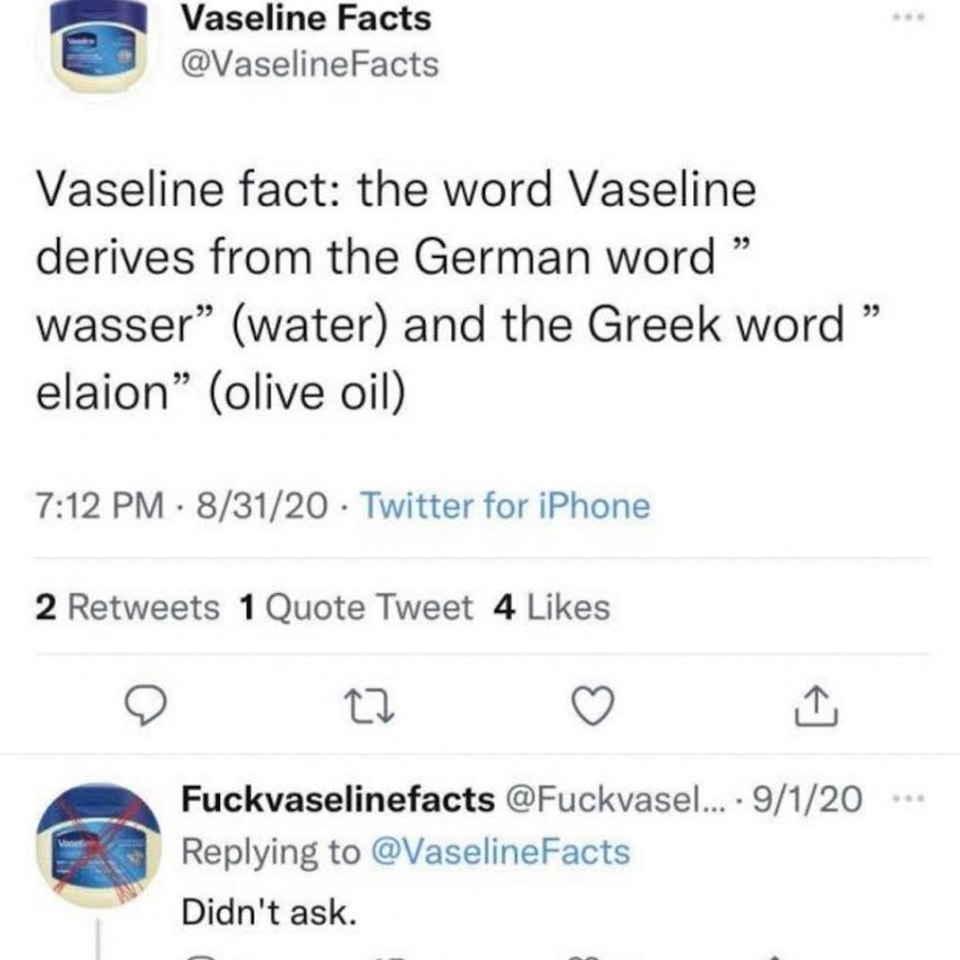 Vaseline Facts
@VaselineFacts
Vaseline
Vaseline fact: the word Vaseline
derives from the German word ”
wasser” (water) and the Greek word ”
elaion” (olive oil)
7:12 PM · 8/31/20 · Twitter for iPhone
2 Retweets 1 Quote Tweet 4 Likes
Fuckvaselinefacts @Fuckvasel... · 9/1/20
Replying to @VaselineFacts
Didn't ask.